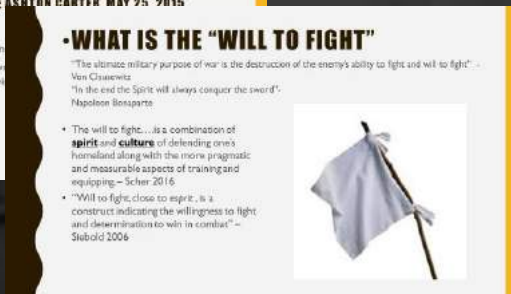 ASHTON CARTER, MAY 25, 2015
•WHAT IS THE “WILL TO FIGHT”
“The ultimate military purpose of war is the destruction of the enemy's ability to fight and will to fight” -
Von Clausewitz
“In the end the Spirit will always conquer the sword”-
Napoleon Bonaparte
• The will to fight….is a combination of
spirit and culture of defending one's
homeland along with the more pragmatic
and measurable aspects of training and
equipping.– Scher 2016
• “Will to fight, close to esprit, is a
construct indicating the willingness to fight
and determination to win in combat” –
Siebold 2006